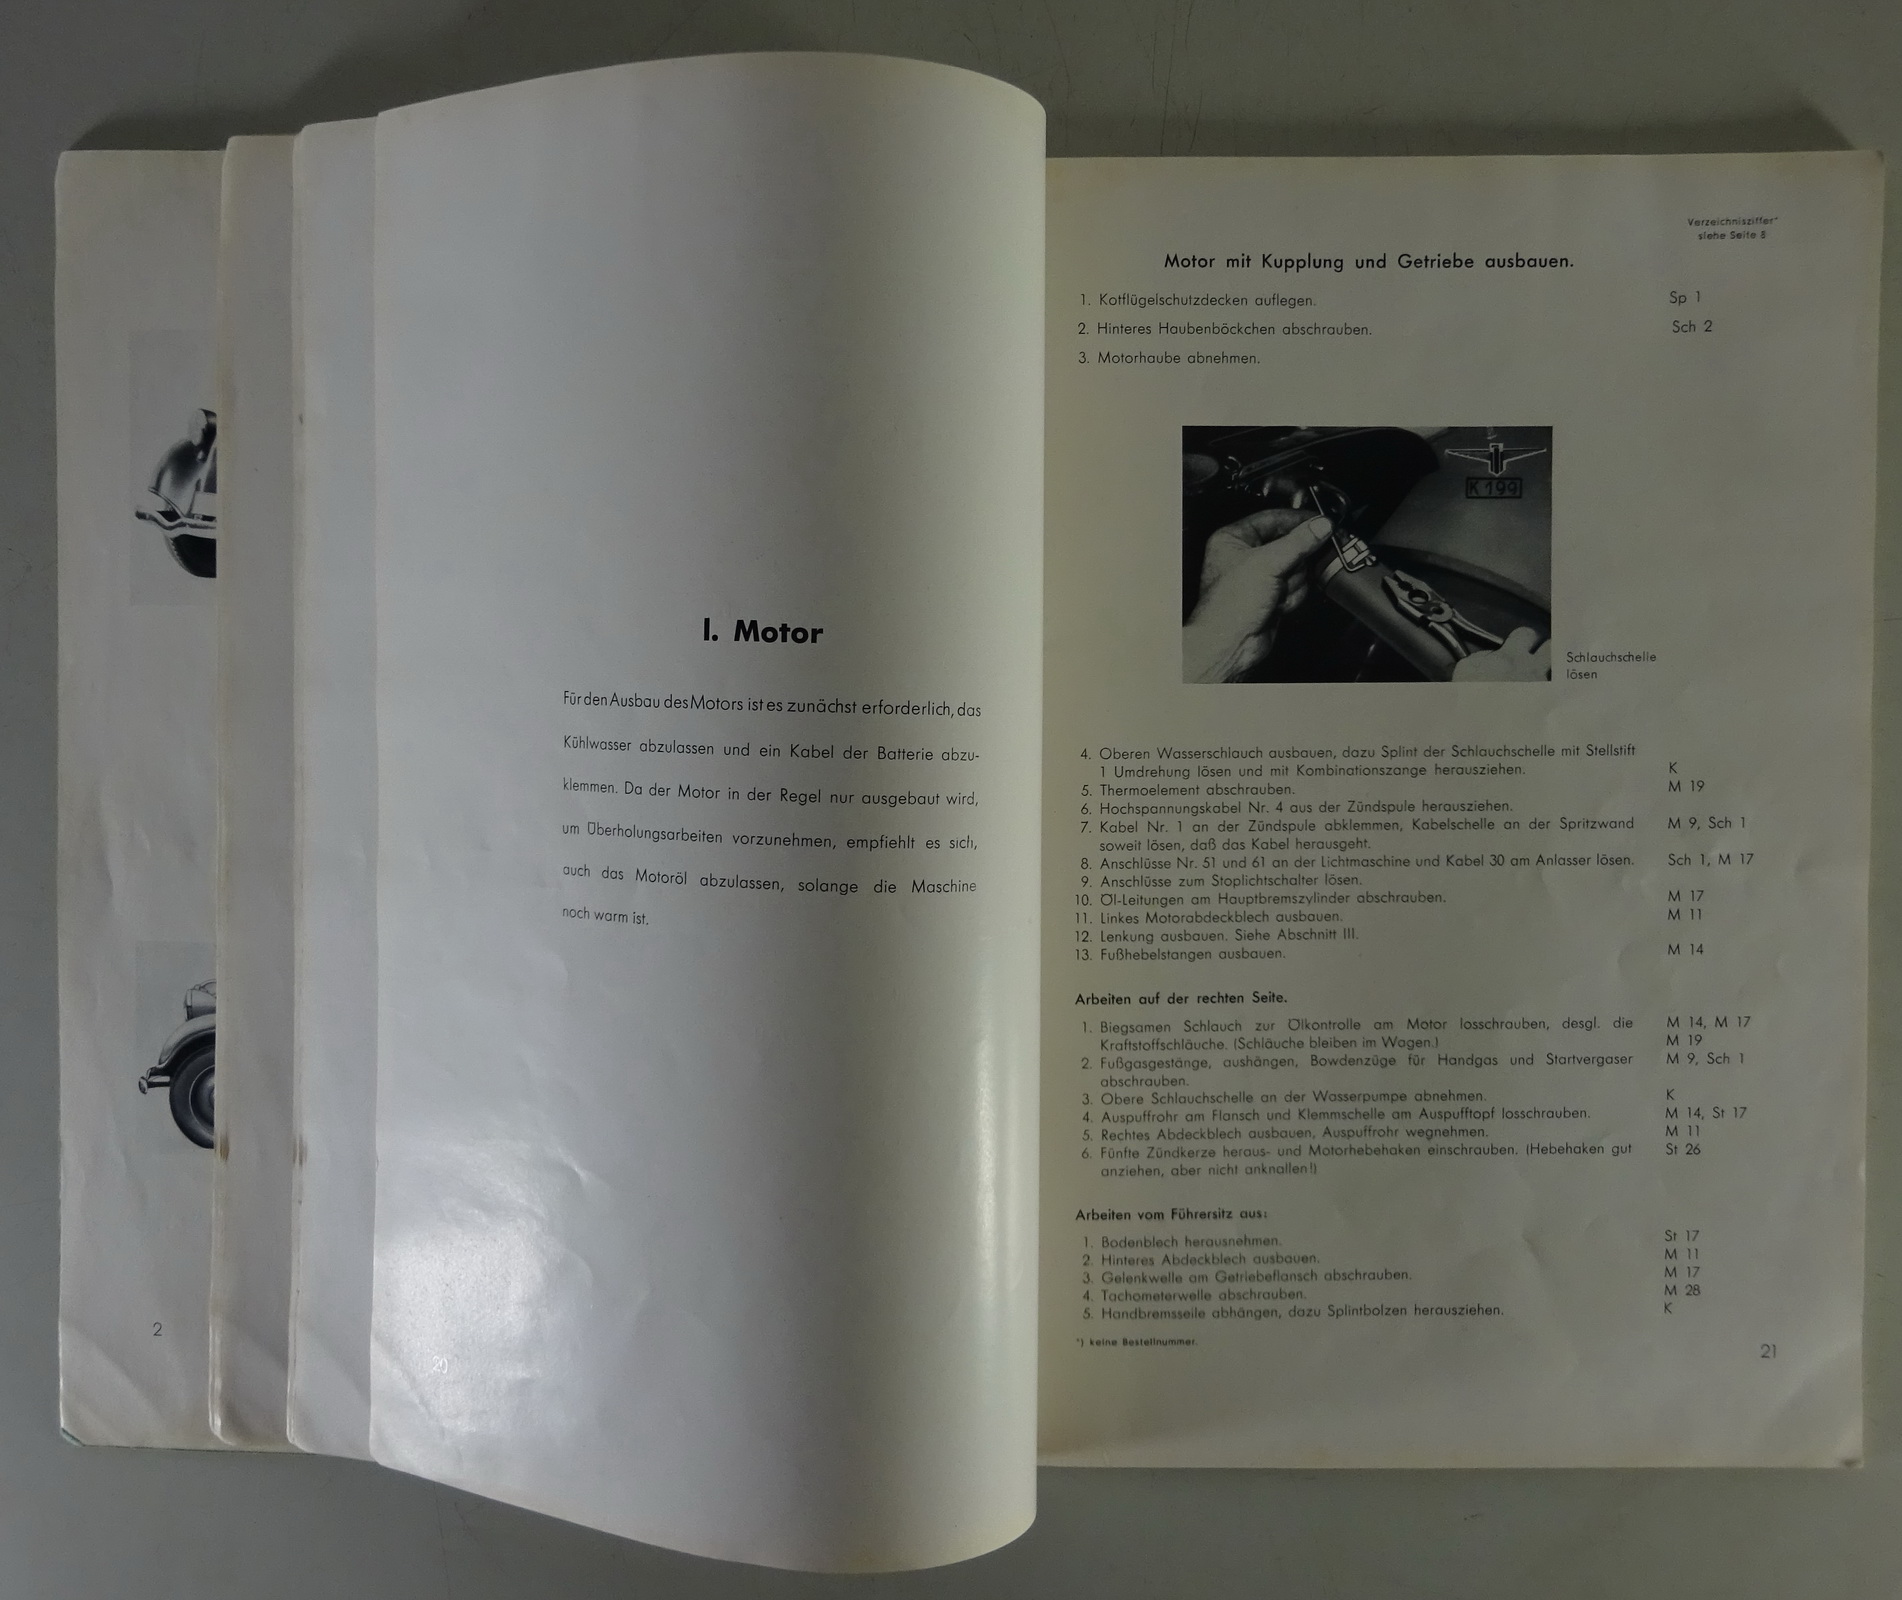 2
I. Motor
Für den Ausbau des Motors ist es zunächst erforderlich, das
Kühlwasser abzulassen und ein Kabel der Batterie abzu-
klemmen. Da der Motor in der Regel nur ausgebaut wird,
um Überholungsarbeiten vorzunehmen, empfiehlt es sich,
auch das Motoröl abzulassen, solange die Maschine
noch warm ist.
20
Verzeichnisziffer*
siehe Seite 8
Motor mit Kupplung und Getriebe ausbauen.
1. Kotflügelschutzdecken auflegen. Sp 1
2. Hinteres Haubenböckchen abschrauben. Sch 2
3. Motorhaube abnehmen.
K 199
Schlauchschelle
lösen
4. Oberen Wasserschlauch ausbauen, dazu Splint der Schlauchschelle mit Stellstift
1 Umdrehung lösen und mit Kombinationszange herausziehen. K
5. Thermoelement abschrauben. M 19
6. Hochspannungskabel Nr. 4 aus der Zündspule herausziehen.
7. Kabel Nr. 1 an der Zündspule abklemmen, Kabelschelle an der Spritzwand M 9, Sch 1
soweit lösen, daß das Kabel herausgeht.
8. Anschlüsse Nr. 51 und 61 an der Lichtmaschine und Kabel 30 am Anlasser lösen. Sch 1, M 17
9. Anschlüsse zum Stoplichtschalter lösen.
10. Öl-Leitungen am Hauptbremszylinder abschrauben. M 17
11. Linkes Motorabdeckblech ausbauen. M 11
12. Lenkung ausbauen. Siehe Abschnitt III.
13. Fußhebelstangen ausbauen. M 14
Arbeiten auf der rechten Seite.
1. Biegsamen Schlauch zur Ölkontrolle am Motor losschrauben, desgl. die M 14, M 17
Kraftstoffschläuche. (Schläuche bleiben im Wagen.) M 19
2. Fußgasgestänge, aushängen, Bowdenzüge für Handgas und Startvergaser M 9, Sch 1
abschrauben.
3. Obere Schlauchschelle an der Wasserpumpe abnehmen. K
4. Auspuffrohr am Flansch und Klemmschelle am Auspufftopf losschrauben. M 14, St 17
5. Rechtes Abdeckblech ausbauen, Auspuffrohr wegnehmen. M 11
6. Fünfte Zündkerze heraus- und Motorhebehaken einschrauben. (Hebehaken gut St 26
anziehen, aber nicht anknallen!)
Arbeiten vom Führersitz aus:
1. Bodenblech herausnehmen. St 17
2. Hinteres Abdeckblech ausbauen. M 11
3. Gelenkwelle am Getriebeflansch abschrauben. M 17
4. Tachometerwelle abschrauben. M 28
5. Handbremsseile abhängen, dazu Splintbolzen herausziehen. K
*) keine Bestellnummer.
21